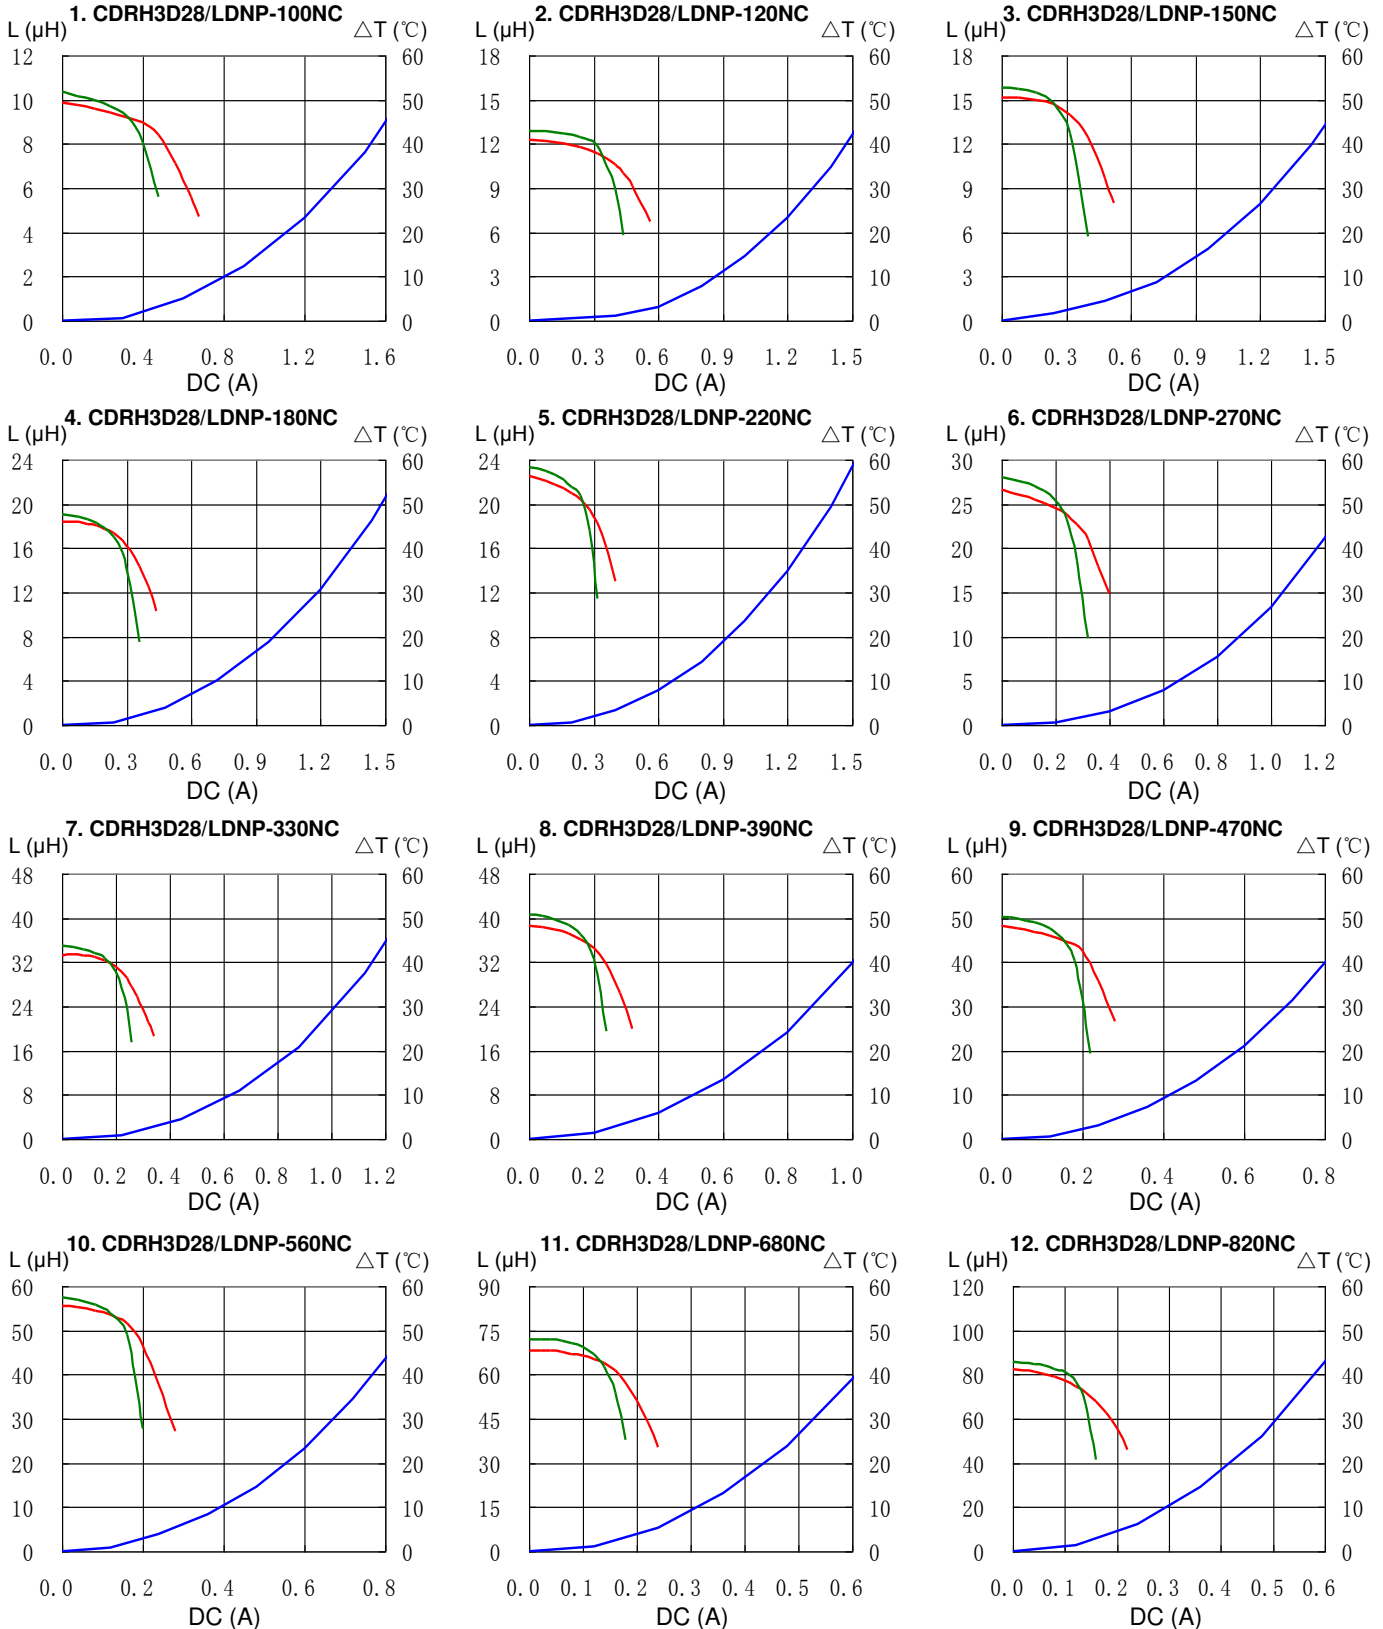 1. CDRH3D28/LDNP-100NC
L (µH)
△T (℃)
12
10
8
6
4
2
0
60
50
40
30
20
10
0
0.0 0.4 0.8 1.2 1.6
DC (A)
2. CDRH3D28/LDNP-120NC
L (µH)
△T (℃)
18
15
12
9
6
3
0
60
50
40
30
20
10
0
0.0 0.3 0.6 0.9 1.2 1.5
DC (A)
3. CDRH3D28/LDNP-150NC
L (µH)
△T (℃)
18
15
12
9
6
3
0
60
50
40
30
20
10
0
0.0 0.3 0.6 0.9 1.2 1.5
DC (A)
4. CDRH3D28/LDNP-180NC
L (µH)
△T (℃)
24
20
16
12
8
4
0
60
50
40
30
20
10
0
0.0 0.3 0.6 0.9 1.2 1.5
DC (A)
5. CDRH3D28/LDNP-220NC
L (µH)
△T (℃)
24
20
16
12
8
4
0
60
50
40
30
20
10
0
0.0 0.3 0.6 0.9 1.2 1.5
DC (A)
6. CDRH3D28/LDNP-270NC
L (µH)
△T (℃)
30
25
20
15
10
5
0
60
50
40
30
20
10
0
0.0 0.2 0.4 0.6 0.8 1.0 1.2
DC (A)
7. CDRH3D28/LDNP-330NC
L (µH)
△T (℃)
48
40
32
24
16
8
0
60
50
40
30
20
10
0
0.0 0.2 0.4 0.6 0.8 1.0 1.2
DC (A)
8. CDRH3D28/LDNP-390NC
L (µH)
△T (℃)
48
40
32
24
16
8
0
60
50
40
30
20
10
0
0.0 0.2 0.4 0.6 0.8 1.0
DC (A)
9. CDRH3D28/LDNP-470NC
L (µH)
△T (℃)
60
50
40
30
20
10
0
60
50
40
30
20
10
0
0.0 0.2 0.4 0.6 0.8
DC (A)
10. CDRH3D28/LDNP-560NC
L (µH)
△T (℃)
60
50
40
30
20
10
0
60
50
40
30
20
10
0
0.0 0.2 0.4 0.6 0.8
DC (A)
11. CDRH3D28/LDNP-680NC
L (µH)
△T (℃)
90
75
60
45
30
15
0
60
50
40
30
20
10
0
0.0 0.1 0.2 0.3 0.4 0.5 0.6
DC (A)
12. CDRH3D28/LDNP-820NC
L (µH)
△T (℃)
120
100
80
60
40
20
0
60
50
40
30
20
10
0
0.0 0.1 0.2 0.3 0.4 0.5 0.6
DC (A)